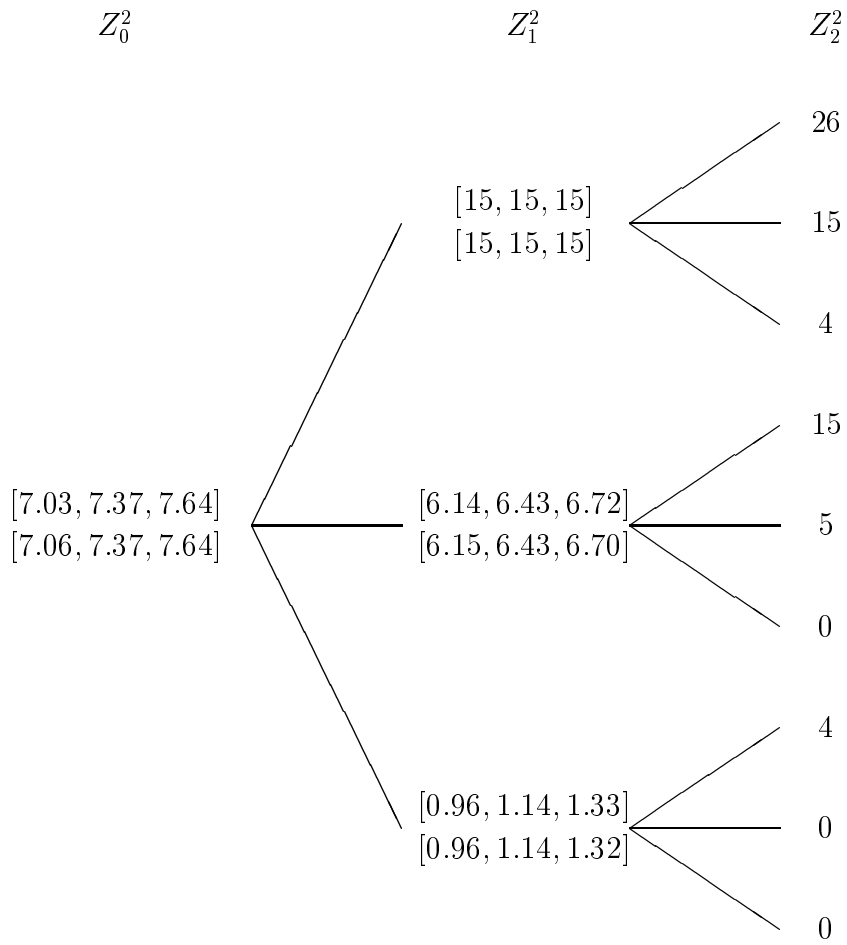 Z_0^2 Z_1^2 Z_2^2
26
[15, 15, 15]
[15, 15, 15]
15
4
15
[7.03, 7.37, 7.64] [6.14, 6.43, 6.72]
[7.06, 7.37, 7.64] [6.15, 6.43, 6.70]
5
0
4
[0.96, 1.14, 1.33]
[0.96, 1.14, 1.32]
0
0